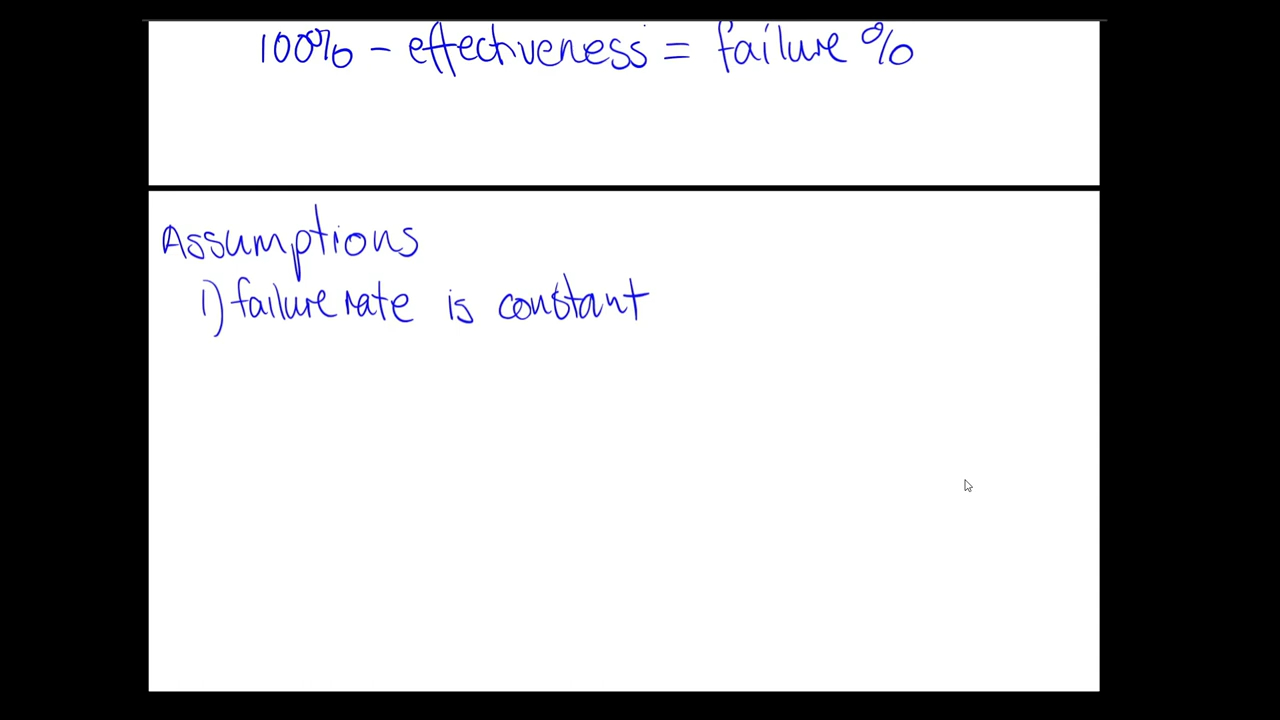 100% - effectiveness = failure %
Assumptions
1) failure rate is constant